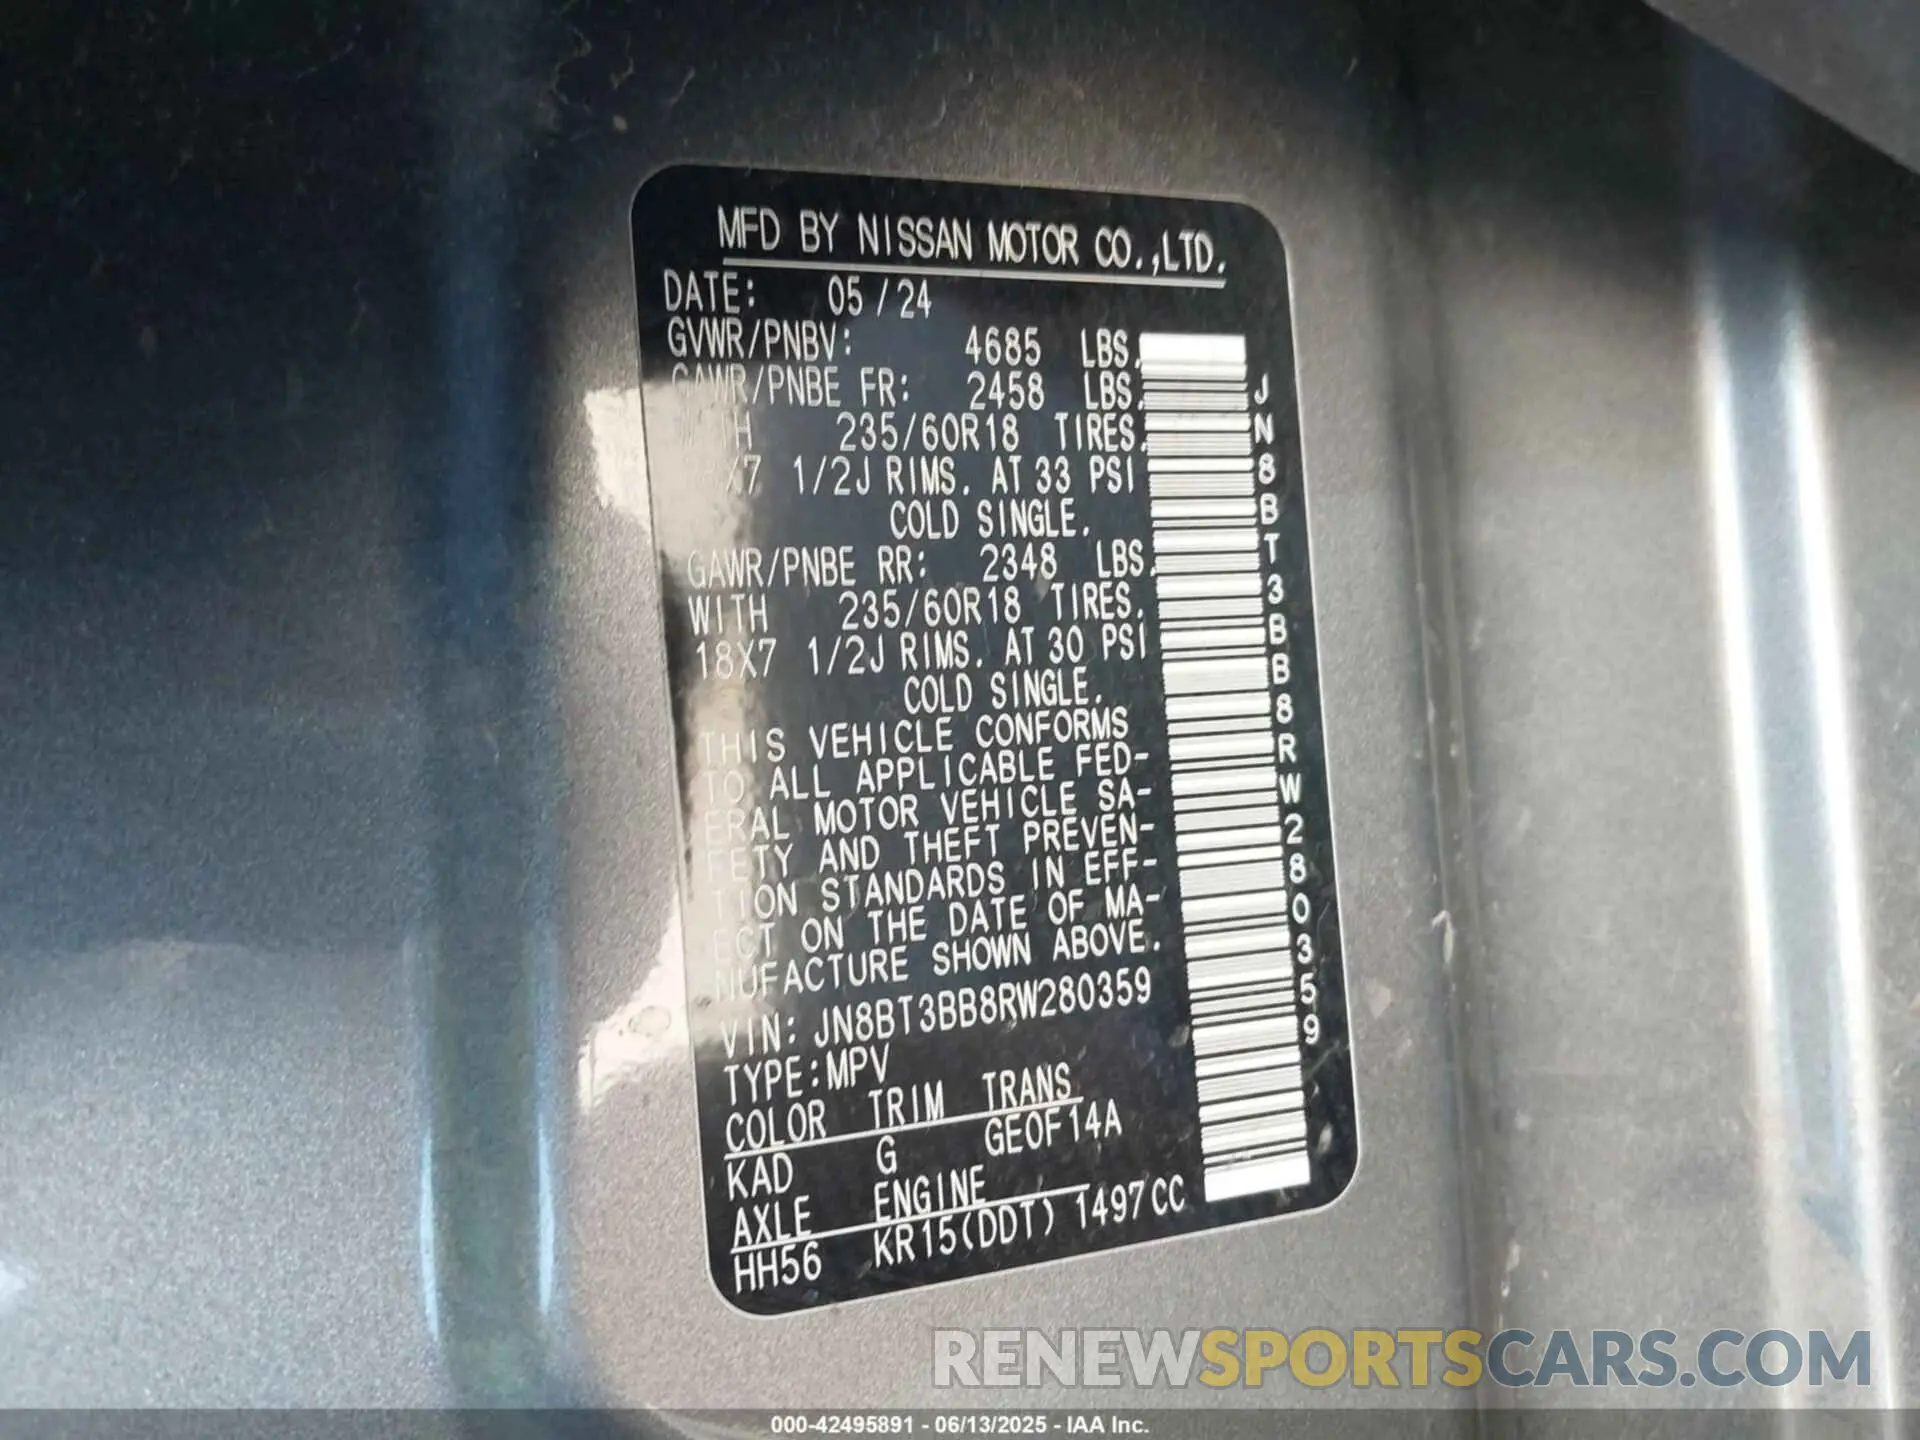 MFD BY NISSAN MOTOR CO.,LTD.
DATE: 05/24
GVWR/PNBV: 4685 LBS.
GAWR/PNBE FR: 2458 LBS.
WITH 235/60R18 TIRES.
X7 1/2J RIMS. AT 33 PSI
COLD SINGLE.
GAWR/PNBE RR: 2348 LBS.
WITH 235/60R18 TIRES.
18X7 1/2J RIMS. AT 30 PSI
COLD SINGLE.
THIS VEHICLE CONFORMS
TO ALL APPLICABLE FED-
ERAL MOTOR VEHICLE SA-
FETY AND THEFT PREVEN-
TION STANDARDS IN EFF-
ECT ON THE DATE OF MA-
NUFACTURE SHOWN ABOVE.
VIN: JN8BT3BB8RW280359
TYPE:MPV
COLOR TRIM TRANS
KAD G GE0F14A
AXLE ENGINE
HH56 KR15(DDT) 1497CC
JN8BT3BB8RW280359
RENEWSPORTSCARS.COM
000-42495891 - 06/13/2025 - IAA Inc.